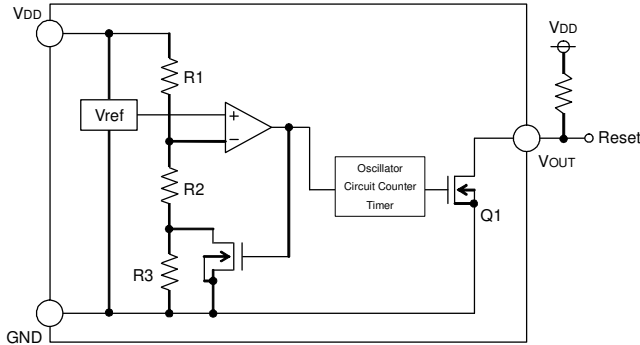 VDD
VDD
R1
Vref
+
−
Reset
Oscillator
Circuit Counter
Timer
VOUT
R2
Q1
R3
GND